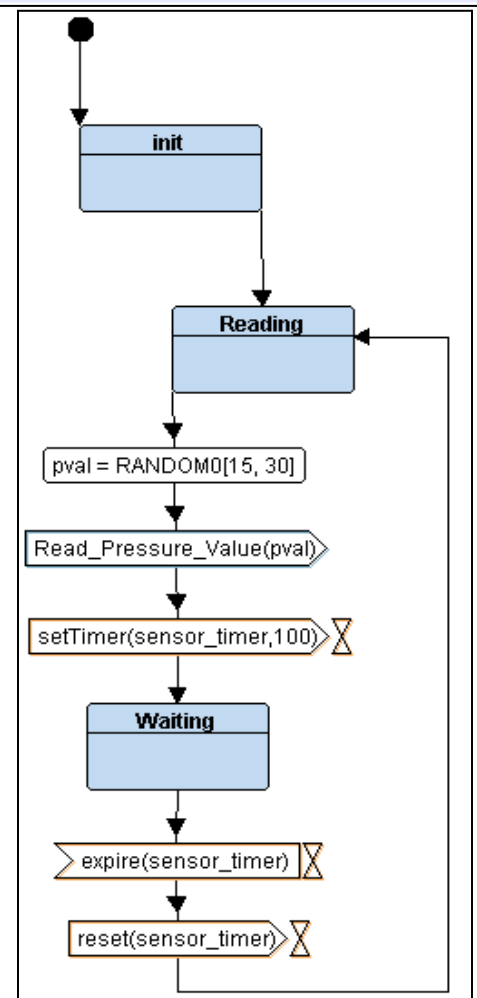 init
Reading
pval = RANDOM0[15, 30]
Read_Pressure_Value(pval)
setTimer(sensor_timer,100)
Waiting
expire(sensor_timer)
reset(sensor_timer)